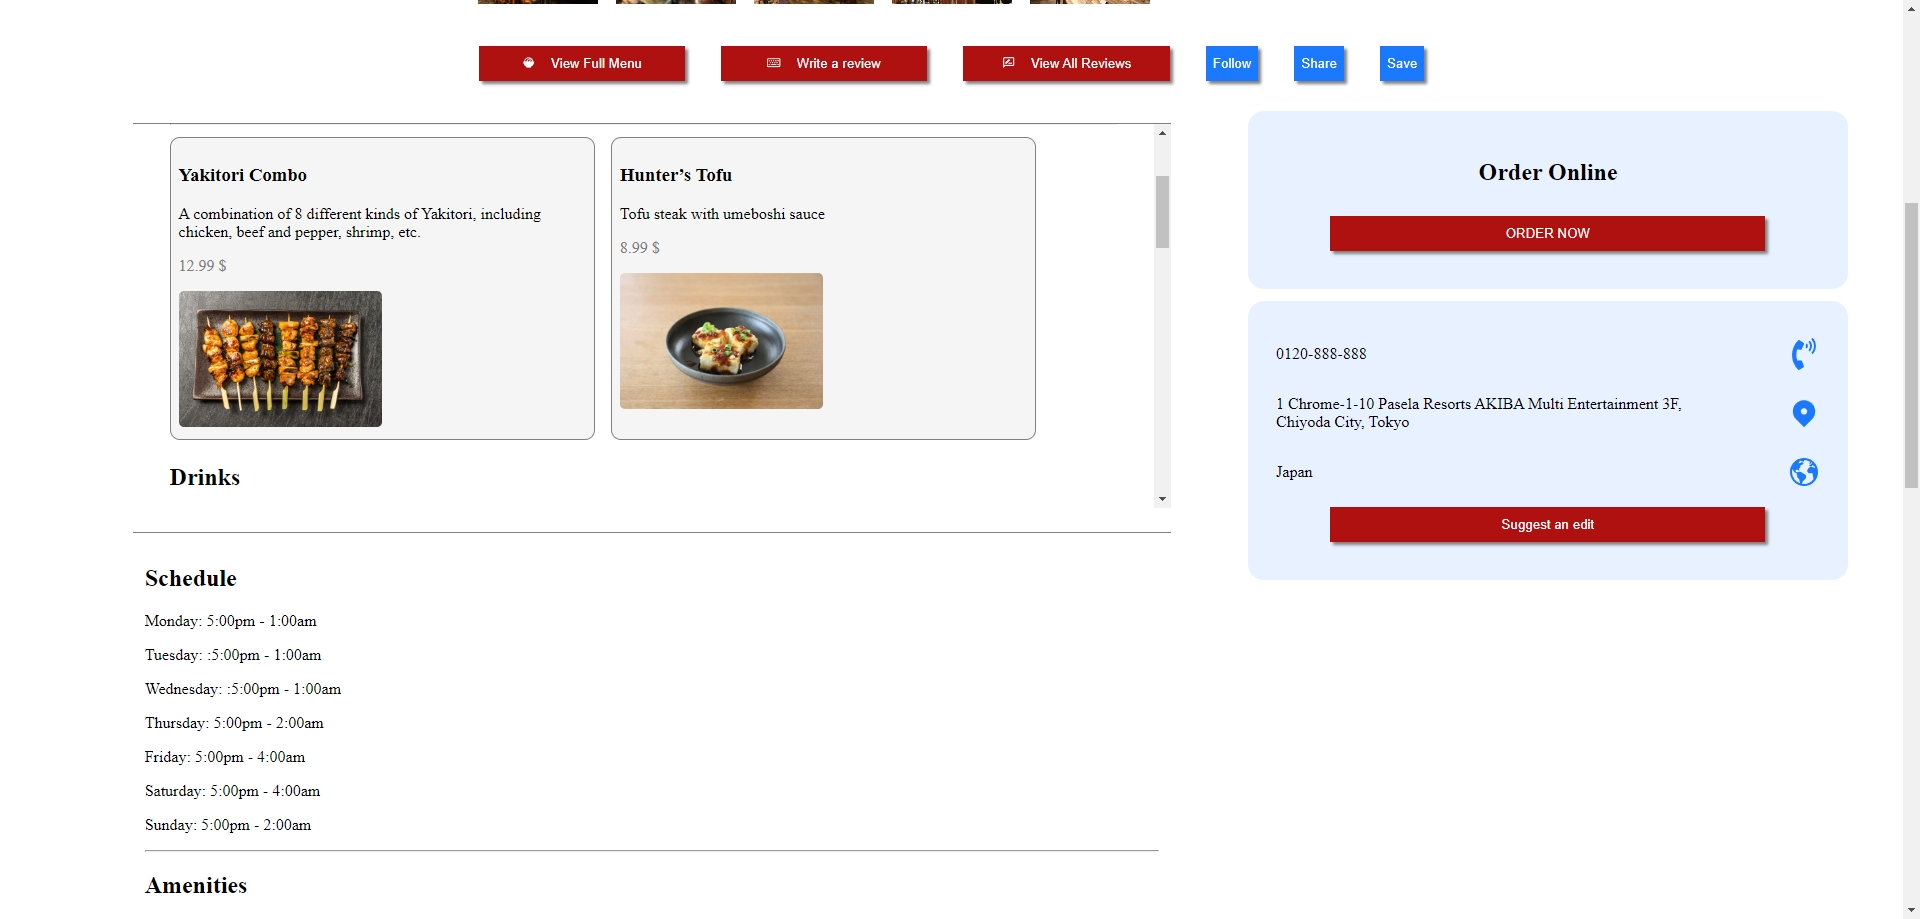 View Full Menu
Write a review
View All Reviews
Follow
Share
Save
Yakitori Combo
A combination of 8 different kinds of Yakitori, including
chicken, beef and pepper, shrimp, etc.
12.99 $
Hunter’s Tofu
Tofu steak with umeboshi sauce
8.99 $
Drinks
Order Online
ORDER NOW
0120-888-888
1 Chrome-1-10 Pasela Resorts AKIBA Multi Entertainment 3F,
Chiyoda City, Tokyo
Japan
Suggest an edit
Schedule
Monday: 5:00pm - 1:00am
Tuesday: :5:00pm - 1:00am
Wednesday: :5:00pm - 1:00am
Thursday: 5:00pm - 2:00am
Friday: 5:00pm - 4:00am
Saturday: 5:00pm - 4:00am
Sunday: 5:00pm - 2:00am
Amenities